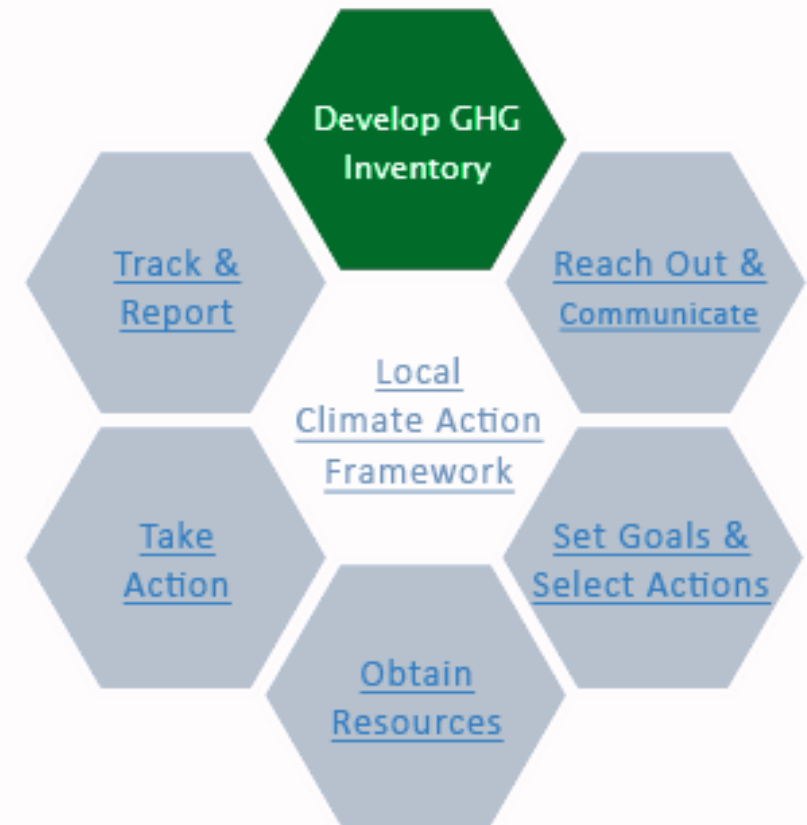 Develop GHG
Inventory
Track &
Report
Reach Out &
Communicate
Local
Climate Action
Framework
Take
Action
Set Goals &
Select Actions
Obtain
Resources